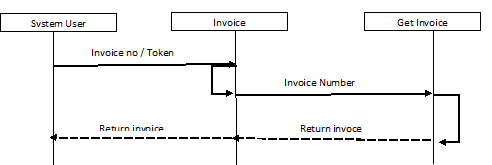 System User
Invoice
Get Invoice
Invoice no / Token
Invoice Number
Return invoice
Return invoce